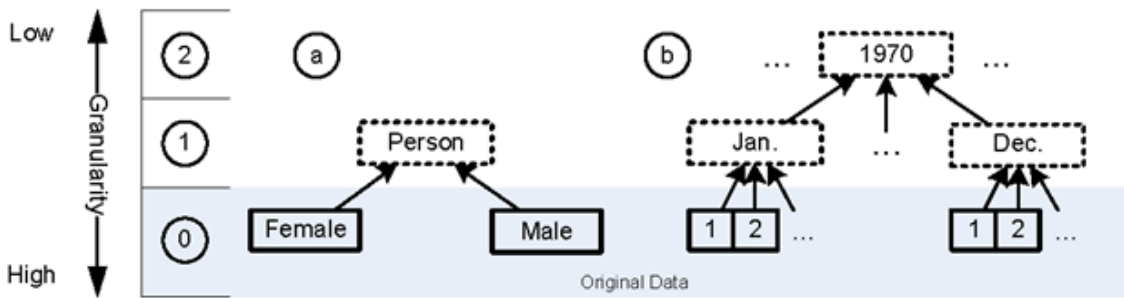 Low
Granularity
High
2
a
b
...
1970
...
1
Person
Jan.
...
Dec.
0
Female
Male
1
2
...
1
2
...
Original Data